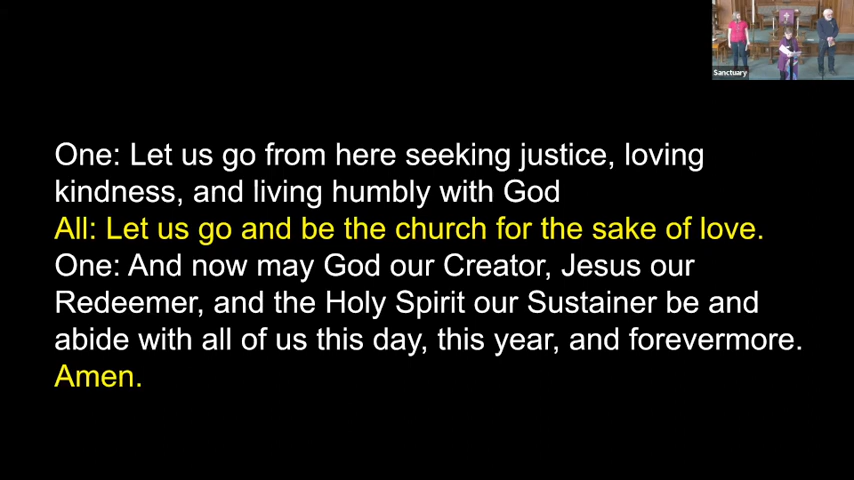 Sanctuary
One: Let us go from here seeking justice, loving
kindness, and living humbly with God
All: Let us go and be the church for the sake of love.
One: And now may God our Creator, Jesus our
Redeemer, and the Holy Spirit our Sustainer be and
abide with all of us this day, this year, and forevermore.
Amen.